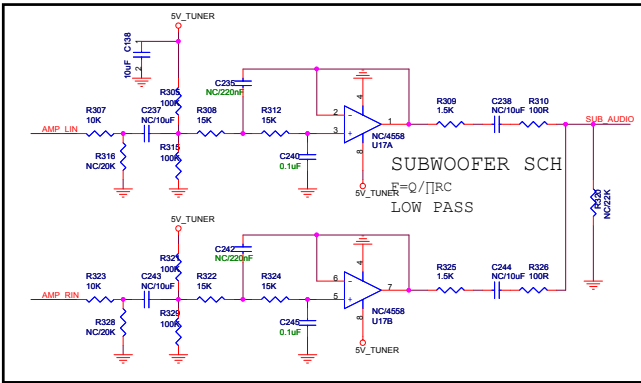 5V_TUNER
C138
10uF
1
2
R305
100K
C235
NC/220nF
R307
10K
C237
NC/10uF
R308
15K
R312
15K
2
3
4
8
1
NC/4558
U17A
R309
1.5K
C238
NC/10uF
R310
100R
AMP_LIN
SUB_AUDIO
R316
NC/20K
R315
100K
C240
0.1uF
5V_TUNER
SUBWOOFER SCH
F=Q/∏RC
LOW PASS
R320
NC/22K
5V_TUNER
R321
100K
C242
NC/220nF
R323
10K
C243
NC/10uF
R322
15K
R324
15K
6
5
4
8
7
NC/4558
U17B
R325
1.5K
C244
NC/10uF
R326
100R
AMP_RIN
R328
NC/20K
R329
100K
C245
0.1uF
5V_TUNER